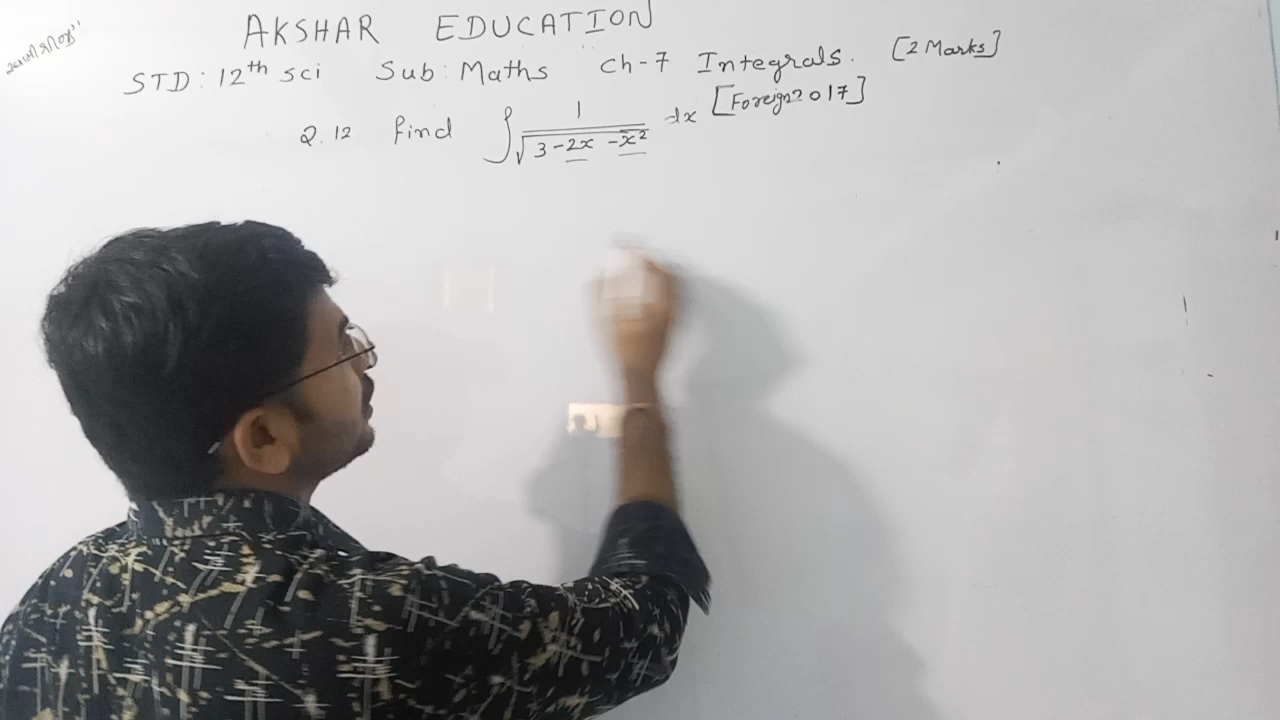 AKSHAR EDUCATION
STD: 12th sci Sub: Maths Ch-7 Integrals. [2 Marks]
Q.12 find ∫ 1/√(3-2x-x²) dx [Foreign 2017]